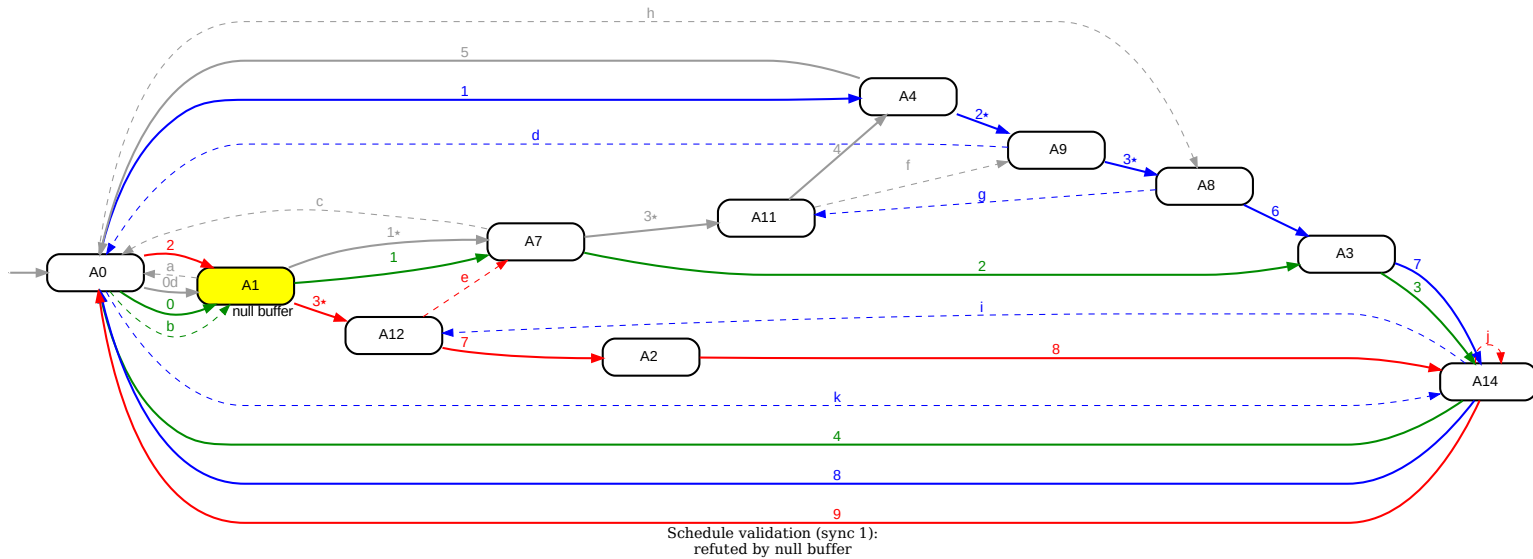 h
5
A4
1
2⋆
d
A9
3⋆
4
f
A8
g
c
A11
6
3⋆
1⋆
A7
2
A3
7
1
2
A0
a
0d
A1
e
3
0
3⋆
null buffer
b
A12
i
7
A2
8
j
A14
k
4
8
9
Schedule validation (sync 1):
refuted by null buffer